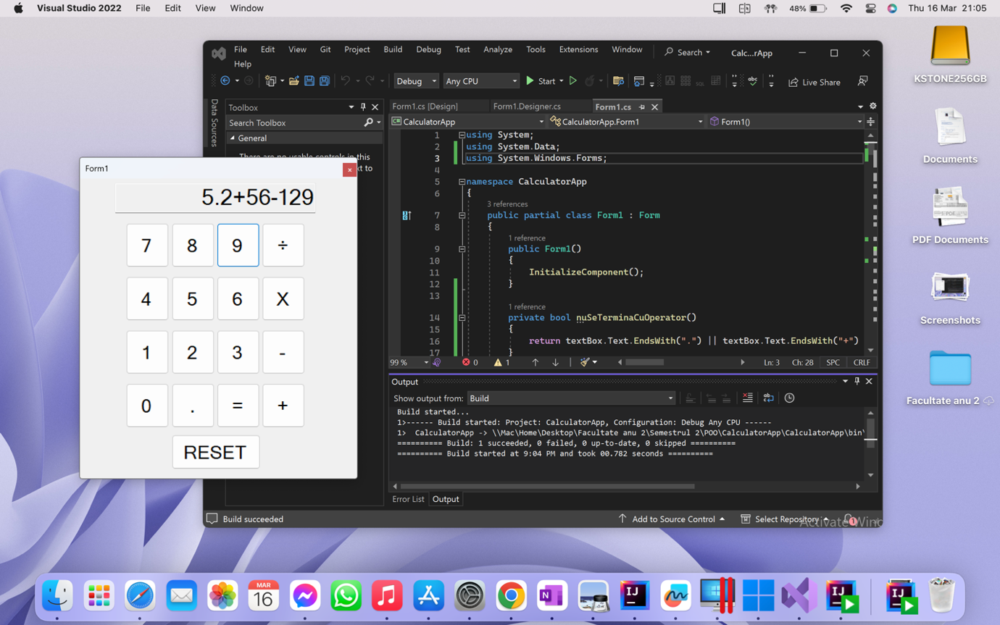 Visual Studio 2022 File Edit View Window 48% Thu 16 Mar 21:05
File Edit View Git Project Build Debug Test Analyze Tools Extensions Window Search Calc...rApp
Help
Debug Any CPU Start Live Share
Data Sources
Toolbox
Search Toolbox
General
There are no usable controls in this
xt to
Form1.cs [Design] Form1.Designer.cs Form1.cs
CalculatorApp CalculatorApp.Form1 Form1()
1 using System;
2 using System.Data;
3 using System.Windows.Forms;
4
5 namespace CalculatorApp
6 {
3 references
7 public partial class Form1 : Form
8 {
1 reference
9 public Form1()
10 {
11 InitializeComponent();
12 }
13
1 reference
14 private bool nuSeTerminaCuOperator()
15 {
16 return textBox.Text.EndsWith(".") || textBox.Text.EndsWith("+")
17 }
99 % 0 1 Ln: 3 Ch: 28 SPC CRLF
Output
Show output from: Build
Build started...
1>------ Build started: Project: CalculatorApp, Configuration: Debug Any CPU ------
1> CalculatorApp -> \\Mac\Home\Desktop\Facultate anu 2\Semestrul 2\POO\CalculatorApp\CalculatorApp\bin\
========== Build: 1 succeeded, 0 failed, 0 up-to-date, 0 skipped ==========
========== Build started at 9:04 PM and took 00.782 seconds ==========
Error List Output
Build succeeded Add to Source Control Select Repository 1
Activate Winc
Form1
5.2+56-129
7 8 9 ÷
4 5 6 X
1 2 3 -
0 . = +
RESET
KSTONE256GB
Documents
PDF Documents
Screenshots
Facultate anu 2
MAR
16
N
IJ
IJ
IJ